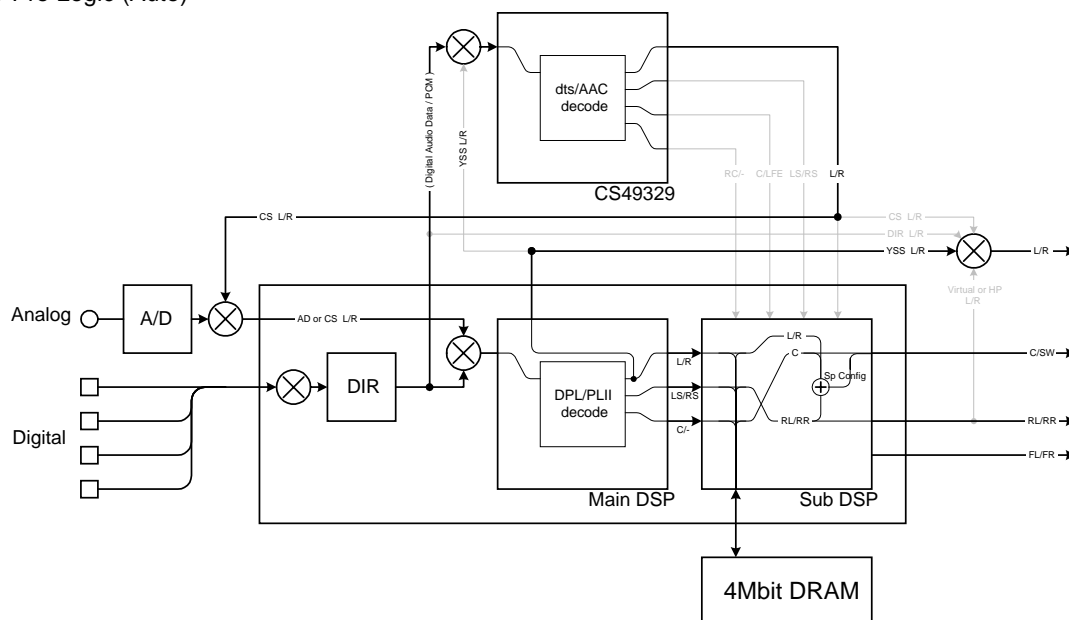 Pro Logic (Auto)
dts/AAC
decode
CS49329
( Digital Audio Data / PCM )
YSS L/R
RC/-
C/LFE
LS/RS
L/R
CS L/R
CS L/R
DIR L/R
YSS L/R
L/R
Virtual or HP
L/R
Analog
A/D
AD or CS L/R
DIR
Digital
DPL/PLII
decode
Main DSP
L/R
LS/RS
C/-
L/R
C
Sp Config
RL/RR
Sub DSP
C/SW
RL/RR
FL/FR
4Mbit DRAM